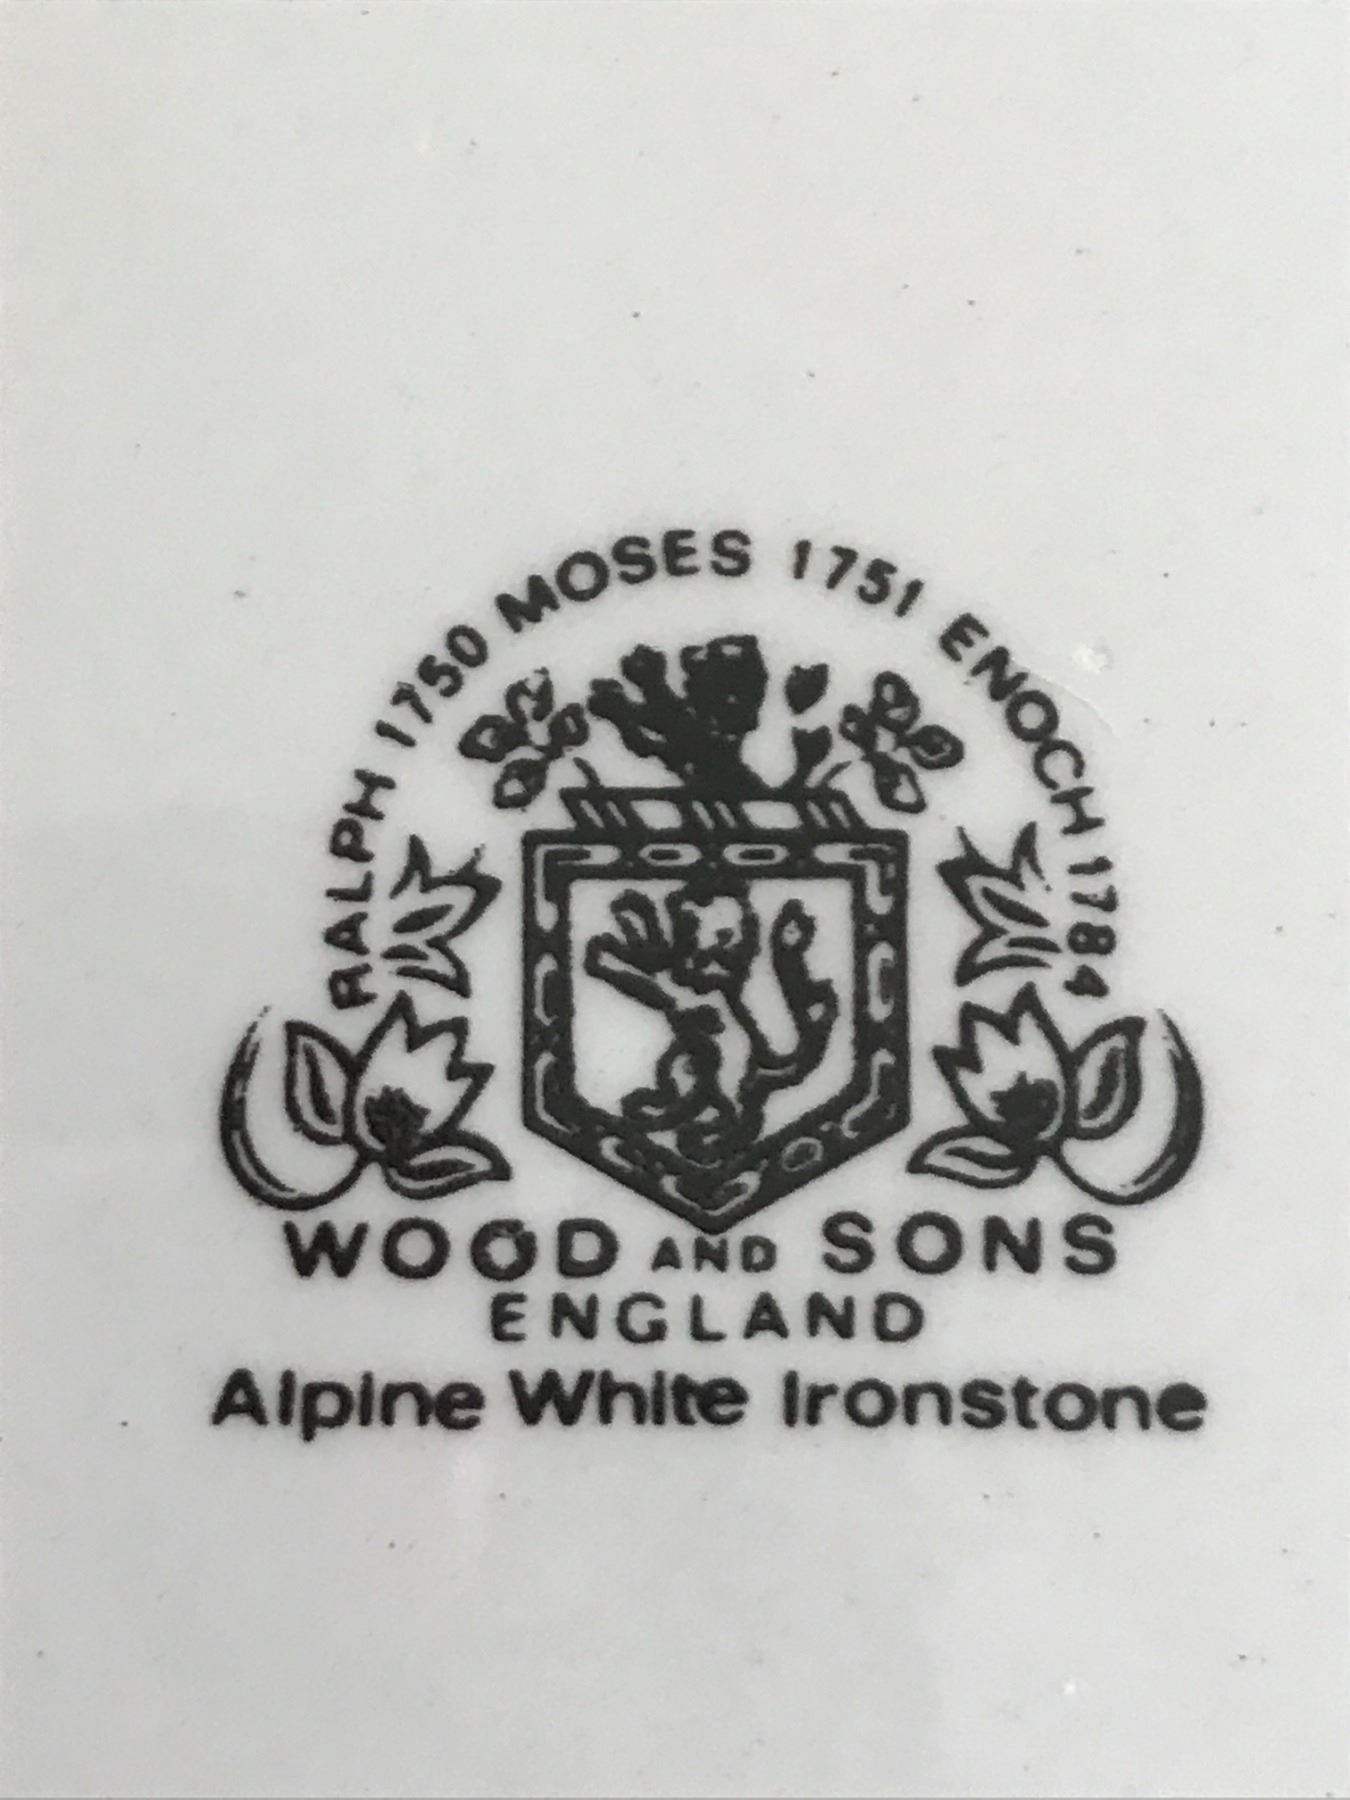 RALPH 1750 MOSES 1751 ENOCH 1784
WOOD AND SONS
ENGLAND
Alpine White Ironstone